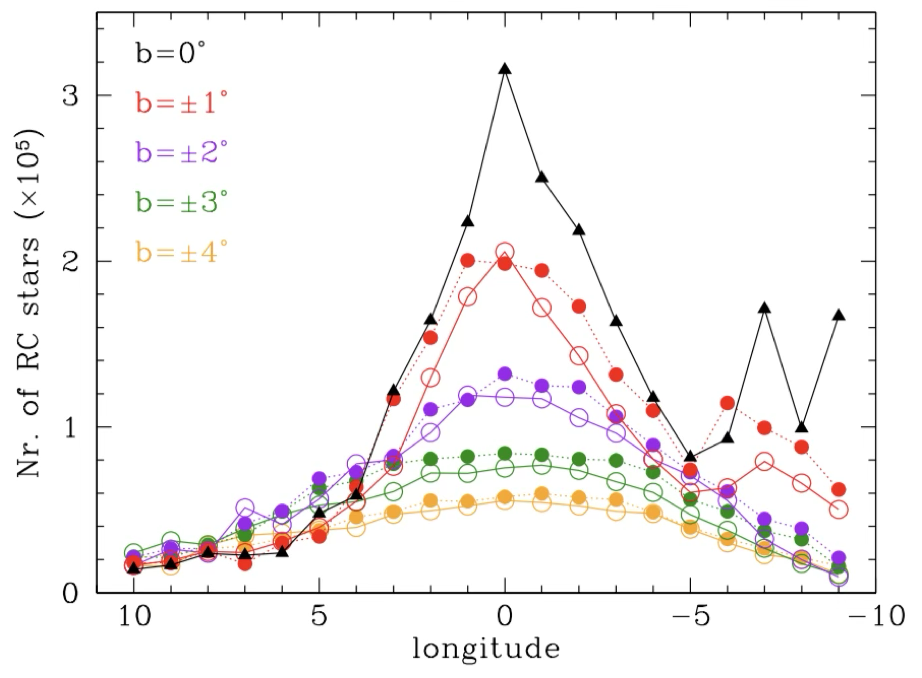 b=0°
b=±1°
b=±2°
b=±3°
b=±4°
Nr. of RC stars (×10⁵)
3
2
1
0
10 5 0 −5 −10
longitude